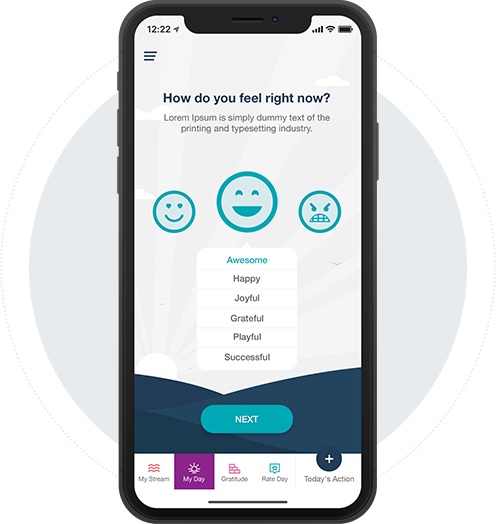 12:22
How do you feel right now?
Lorem Ipsum is simply dummy text of the
printing and typesetting industry.
Awesome
Happy
Joyful
Grateful
Playful
Successful
NEXT
My Stream
My Day
Gratitude
Rate Day
+
Today's Action